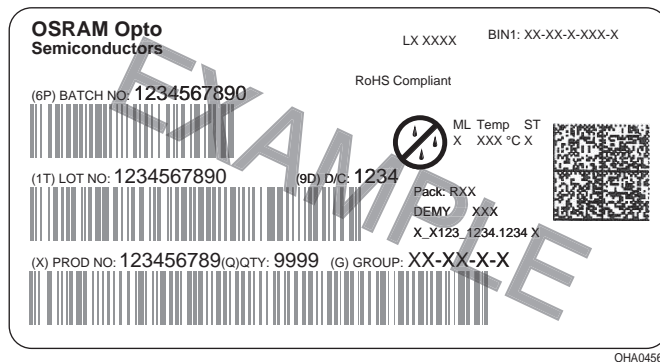 OSRAM Opto
Semiconductors
LX XXXX
BIN1: XX-XX-X-XXX-X
RoHS Compliant
(6P) BATCH NO: 1234567890
ML Temp ST
X XXX °C X
(1T) LOT NO: 1234567890
(9D) D/C: 1234
Pack: RXX
DEMY XXX
X_X123_1234.1234 X
(X) PROD NO: 123456789(Q)QTY: 9999 (G) GROUP: XX-XX-X-X
EXAMPLE
OHA0456